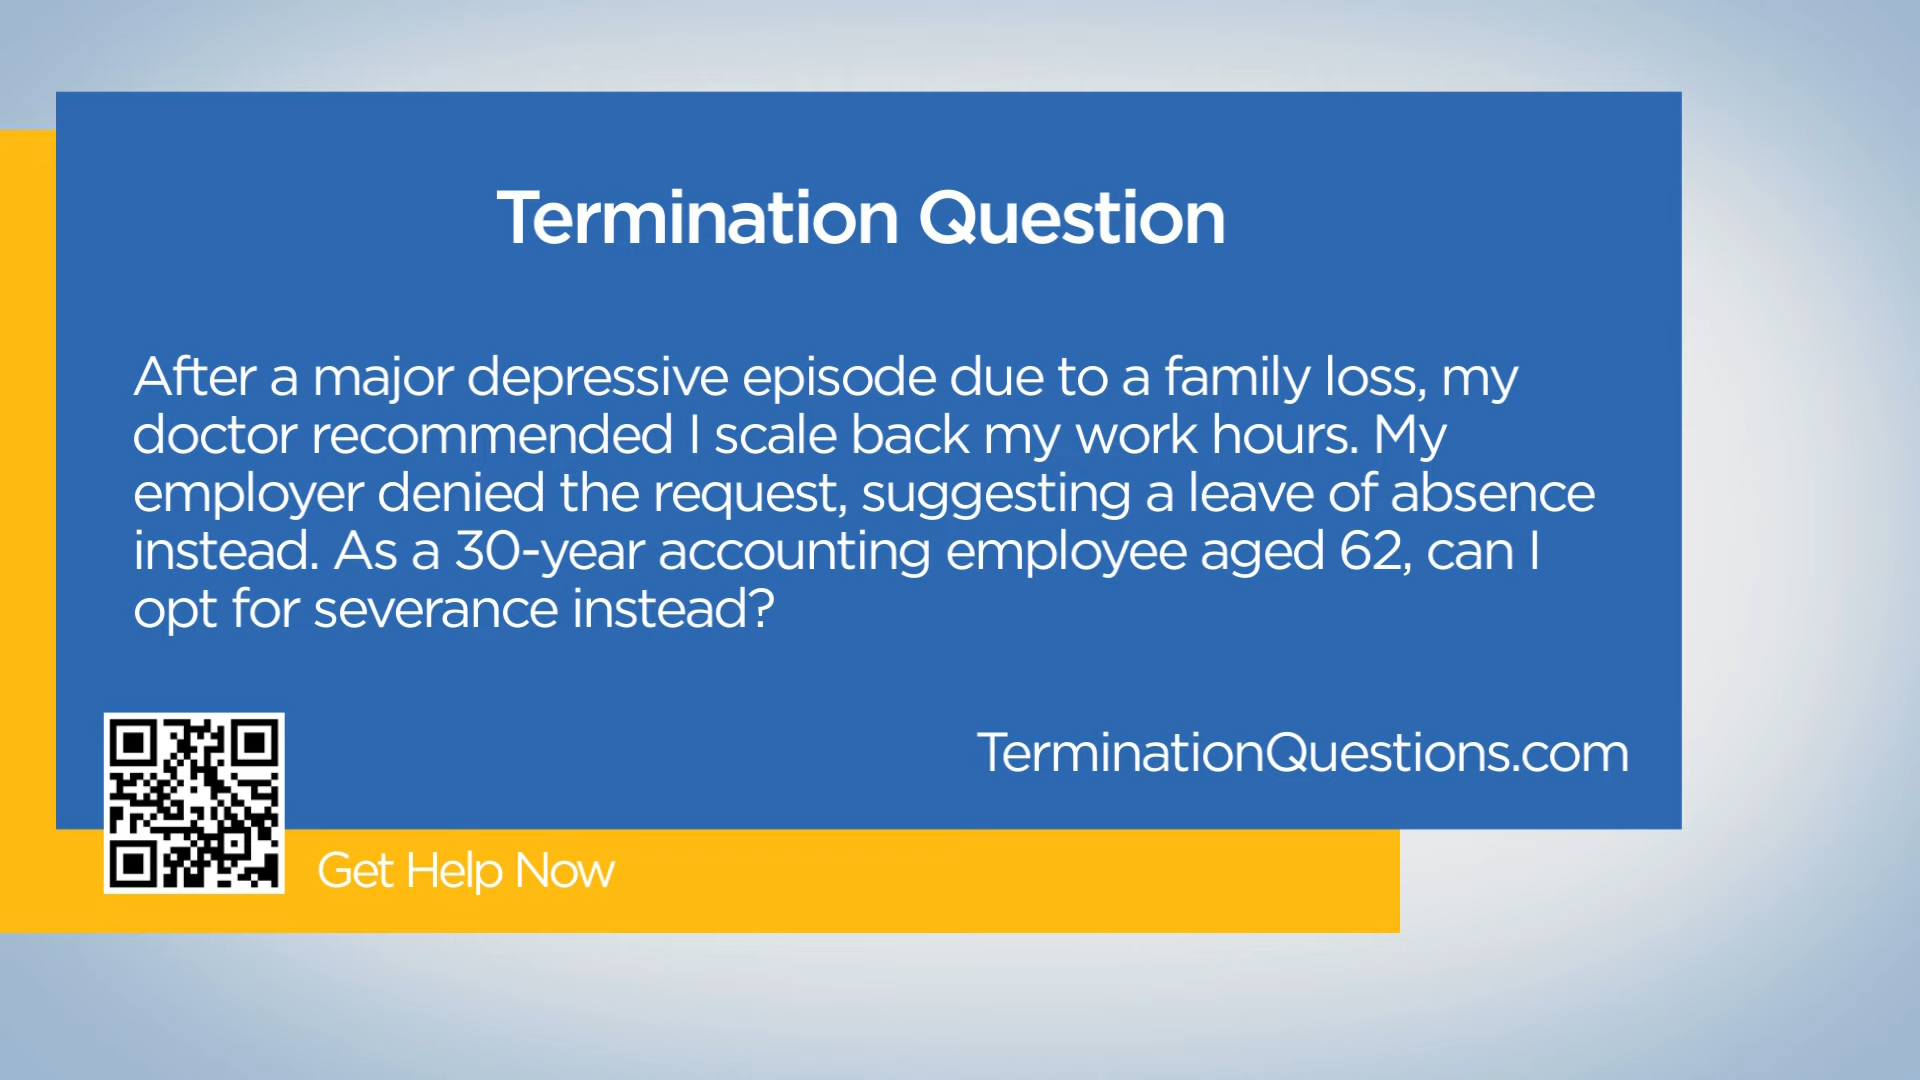 Termination Question
After a major depressive episode due to a family loss, my
doctor recommended I scale back my work hours. My
employer denied the request, suggesting a leave of absence
instead. As a 30-year accounting employee aged 62, can I
opt for severance instead?
TerminationQuestions.com
Get Help Now